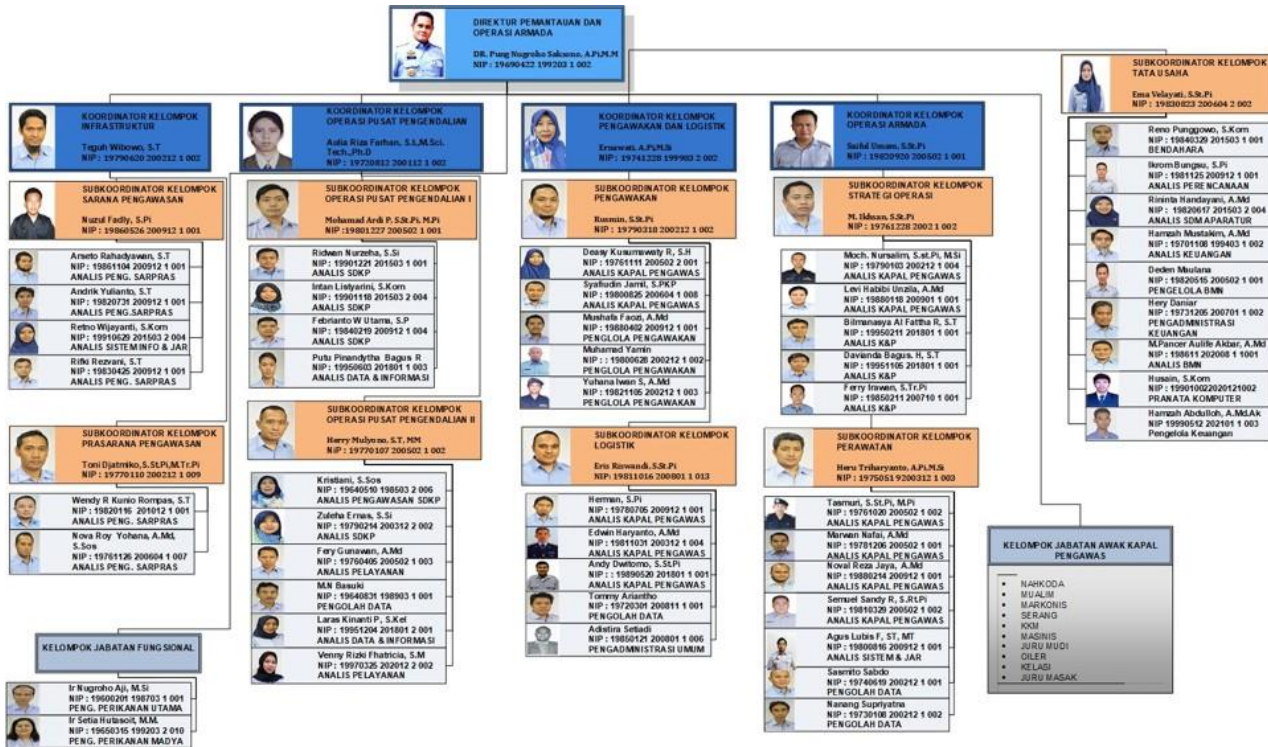 DIREKTUR PEMANTAUAN DAN
OPERASI ARMADA
DR. Pung Nugroho Saksono, A.Pi,M.M
NIP : 19690422 199203 1 002
KOORDINATOR KELOMPOK
INFRASTRUKTUR
Teguh Wibowo, S.T
NIP : 19790620 200212 1 002
SUBKOORDINATOR KELOMPOK
SARANA PENGAWASAN
Nuzul Fadly, S.Pi
NIP : 19860526 200912 1 001
Arseto Rahadyawan, S.T
NIP : 19861104 200912 1 001
ANALIS PENG. SARPRAS
Andrik Yulianto, S.T
NIP : 19820731 200912 1 001
ANALIS PENG.SARPRAS
Retno Wijayanti, S.Kom
NIP : 19910629 201503 2 004
ANALIS SISTEM INFO & JAR
Rifki Rezvani, S.T
NIP : 19830425 200912 1 001
ANALIS PENG. SARPRAS
SUBKOORDINATOR KELOMPOK
PRASARANA PENGAWASAN
Toni Djatmiko, S.St.Pi,M.Tr.Pi
NIP : 19770110 200212 1 009
Wendy R Kunio Rompas, S.T
NIP : 19820116 201012 1 001
ANALIS PENG. SARPRAS
Nova Roy Yohana, A.Md,
S.Sos
NIP : 19761126 200604 1 007
ANALIS PENG. SARPRAS
KELOMPOK JABATAN FUNGSIONAL
Ir Nugroho Aji, M.Si
NIP : 19600201 198703 1 001
PENG. PERIKANAN UTAMA
Ir Setia Hutasoit, M.M.
NIP : 19650315 199203 2 010
PENG. PERIKANAN MADYA
KOORDINATOR KELOMPOK
OPERASI PUSAT PENGENDALIAN
Aulia Riza Farhan, S.i.,M.Sci.
Tech.,Ph.D
NIP : 19720812 200112 1 002
SUBKOORDINATOR KELOMPOK
OPERASI PUSAT PENGENDALIAN I
Mohamad Ardi P. S.St.Pi, M.Pi
NIP :19801227 200502 1 001
Ridwan Nurzeha, S.Si
NIP : 19901221 201503 1 001
ANALIS SDKP
Intan Listyarini, S.Kom
NIP : 19901118 201503 2 004
ANALIS SDKP
Febrianto W Utama, S.P
NIP : 19840219 200912 1 004
ANALIS SDKP
Putu Pinandytha Bagus R
NIP : 19950603 201801 1 003
ANALIS DATA & INFORMASI
SUBKOORDINATOR KELOMPOK
OPERASI PUSAT PENGENDALIAN II
Herry Mulyono, S.T, MM
NIP : 19770107 200502 1 002
Kristiani, S.Sos
NIP : 19640510 198503 2 006
ANALIS PENGAWASAN SDKP
Zuleha Ernas, S.Si
NIP : 19790214 200312 2 002
ANALIS SDKP
Fery Gunawan, A.Md
NIP : 19760405 200502 1 003
ANALIS PELAYANAN
M.N Basuki
NIP : 19640831 198903 1 001
PENGOLAH DATA
Laras Kinanti P, S.Kel
NIP : 19951204 201801 2 001
ANALIS DATA & INFORMASI
Venny Rizki Fhatricia, S.M
NIP : 19970325 202012 2 002
ANALIS PELAYANAN
KOORDINATOR KELOMPOK
PENGAWAKAN DAN LOGISTIK
Ernawati, A.Pi,M.Si
NIP : 19741228 199903 2 002
SUBKOORDINATOR KELOMPOK
PENGAWAKAN
Rusmin, S.St.Pi
NIP : 19790318 200212 1 002
Deasy Kusumawaty R, S.H
NIP : 19761111 200502 2 001
ANALIS KAPAL PENGAWAS
Syafiudin Jamil, S.PKP
NIP : 19800825 200604 1 008
ANALIS KAPAL PENGAWAS
Mushafa Faozi, A.Md
NIP : 19880402 200912 1 001
PENGLOLA PENGAWAKAN
Muhamad Yamin
NIP : : 19800628 200212 1 002
PENGLOLA PENGAWAKAN
Yuhana Iwan S, A.Md
NIP : 19821105 200212 1 003
PENGLOLA PENGAWAKAN
SUBKOORDINATOR KELOMPOK
LOGISTIK
Eris Riswandi, S.St.Pi
NIP: 19811016 200801 1 013
Herman, S.Pi
NIP : 19780705 200912 1 001
ANALIS KAPAL PENGAWAS
Edwin Haryanto, A.Md
NIP : 19811031 200312 1 004
ANALIS KAPAL PENGAWAS
Andy Dwitomo, S.St.Pi
NIP : : 19890520 201801 1 001
ANALIS KAPAL PENGAWAS
Tommy Ariantho
NIP : 19720301 200811 1 001
PENGOLAH DATA
Adistira Setiadi
NIP : 19850121 200801 1 006
PENGADMNISTRASI UMUM
KOORDINATOR KELOMPOK
OPERASI ARMADA
Saiful Umam, S.St.Pi
NIP : 19820920 200502 1 001
SUBKOORDINATOR KELOMPOK
STRATEGI OPERASI
M. Ikhsan, S.St.Pi
NIP : 19761228 2002 1 002
Moch. Nursalim, S.st.Pi, M.Si
NIP : 19790103 200212 1 004
ANALIS KAPAL PENGAWAS
Levi Habibi Unzila, A.Md
NIP : 19880118 200901 1 001
ANALIS KAPAL PENGAWAS
Bilmanasya Al Fattha R, S.T
NIP : 19950211 201801 1 001
ANALIS K&P
Davianda Bagus. H, S.T
NIP : 19951105 201801 1 001
ANALIS K&P
Ferry Irawan, S.Tr.Pi
NIP : 19850211 200710 1 001
ANALIS K&P
SUBKOORDINATOR KELOMPOK
PERAWATAN
Heru Triharyanto, A.Pi,M.Si
NIP : 1975051 9200312 1 003
Tasmuri, S.St.Pi, M.Pi
NIP : 19761020 200502 1 002
ANALIS KAPAL PENGAWAS
Marwan Nafai, A.Md
NIP : 19781206 200502 1 001
ANALIS KAPAL PENGAWAS
Noval Reza Jaya, A.Md
NIP : 19880214 200912 1 001
ANALIS KAPAL PENGAWAS
Semuel Sandy R, S.Rt.Pi
NIP : 19810329 200502 1 002
ANALIS KAPAL PENGAWAS
Agus Lubis F, ST, MT
NIP : 19800816 200912 1 001
ANALIS SISTEM & JAR
Sasmito Sabdo
NIP : 19740619 200212 1 001
PENGOLAH DATA
Nanang Supriyatna
NIP : 19730108 200212 1 002
PENGOLAH DATA
SUBKOORDINATOR KELOMPOK
TATA USAHA
Ema Velayati, S.St.Pi
NIP : 19830823 200604 2 002
Reno Punggowo, S.Kom
NIP : 19840329 201503 1 001
BENDAHARA
Ikrom Bungsu, S.Pi
NIP : 1981125 200912 1 001
ANALIS PERENCANAAN
Rininta Handayani, A.Md
NIP : 19820617 201503 2 004
ANALIS SDM APARATUR
Hamzah Mustakim, A.Md
NIP : 19701108 199403 1 002
ANALIS KEUANGAN
Deden Maulana
NIP : 19820515 200502 1 001
PENGELOLA BMN
Hery Daniar
NIP : 19731205 200701 1 002
PENGADMINISTRASI
KEUANGAN
M.Pancer Aulife Akbar, A.Md
NIP : 198611 202008 1 1001
ANALIS BMN
Husain, S.Kom
NIP : 199010022020121002
PRANATA KOMPUTER
Hamzah Abdulloh, A.Md.Ak
NIP 19990512 202101 1 003
Pengelola Keuangan
KELOMPOK JABATAN AWAK KAPAL
PENGAWAS
• NAHKODA
• MUALIM
• MARKONIS
• SERANG
• KKM
• MASINIS
• JURU MUDI
• OILER
• KELASI
• JURU MASAK